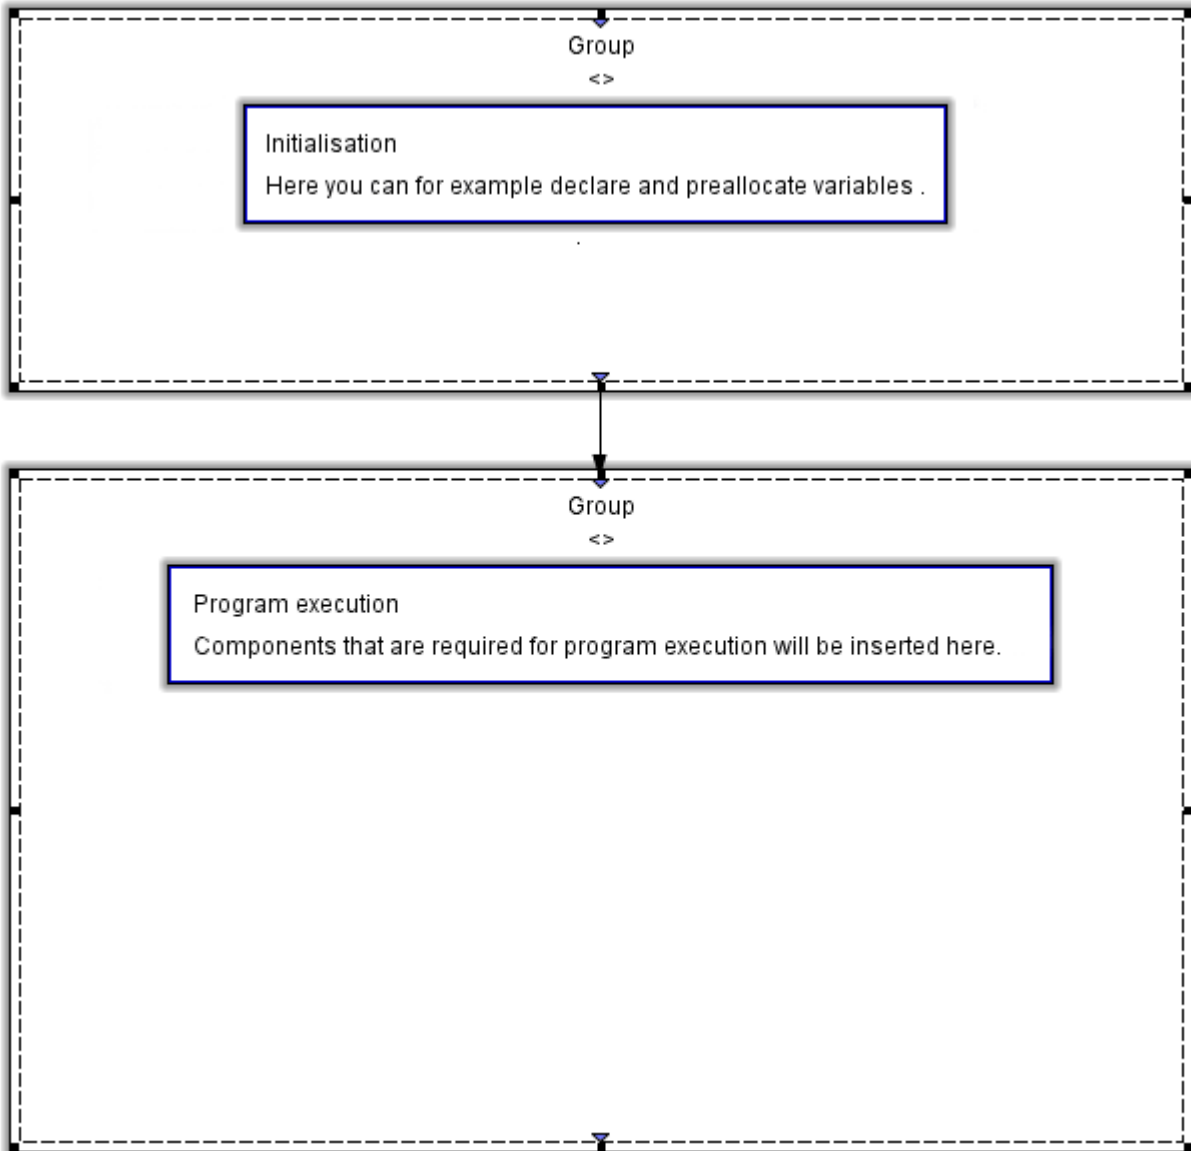 Group
<>
Initialisation
Here you can for example declare and preallocate variables .
.
Group
<>
Program execution
Components that are required for program execution will be inserted here.